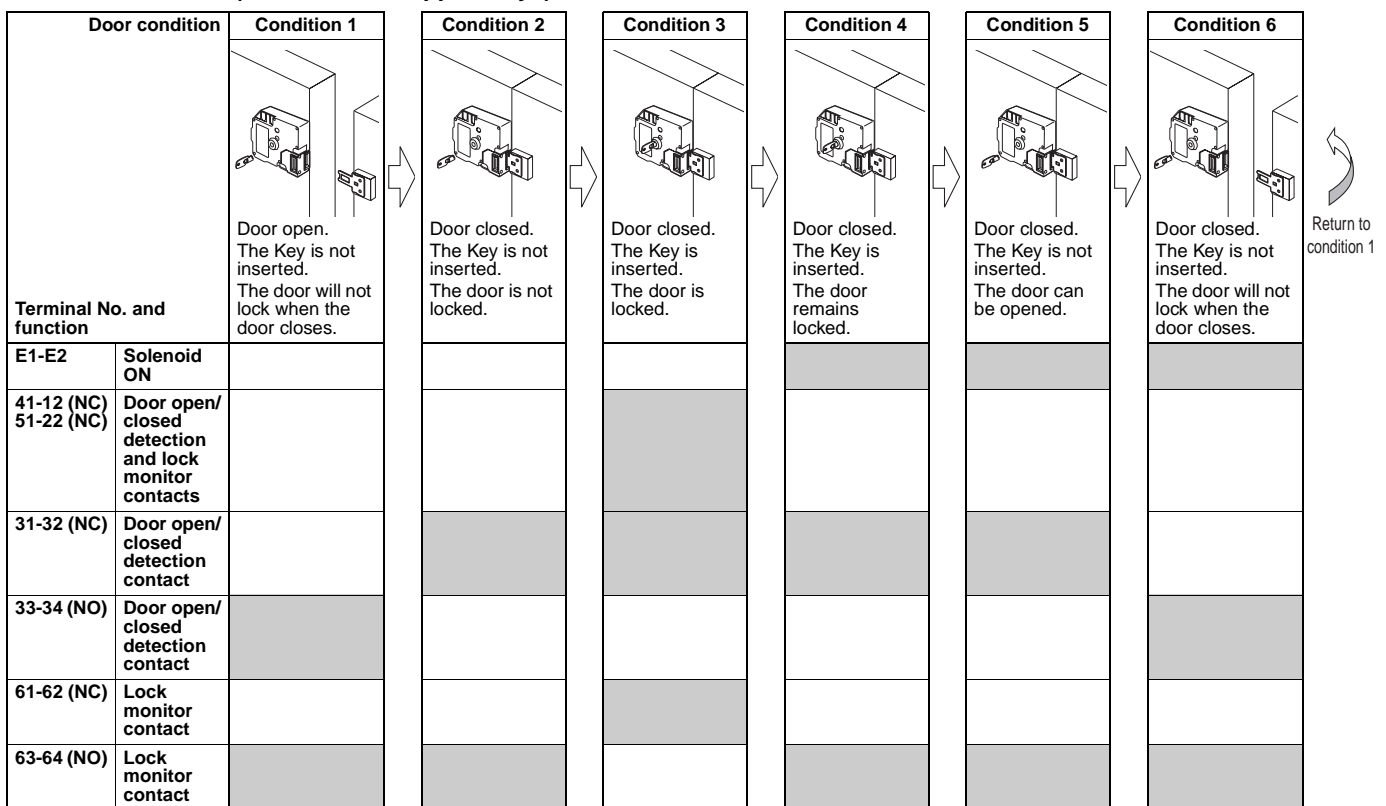 Door condition
Condition 1
Condition 2
Condition 3
Condition 4
Condition 5
Condition 6
Door open.
The Key is not
inserted.
The door will not
lock when the
door closes.
Door closed.
The Key is not
inserted.
The door is not
locked.
Door closed.
The Key is
inserted.
The door is
locked.
Door closed.
The Key is
inserted.
The door
remains
locked.
Door closed.
The Key is not
inserted.
The door can
be opened.
Door closed.
The Key is not
inserted.
The door will not
lock when the
door closes.
Return to
condition 1
Terminal No. and
function
E1-E2
Solenoid
ON
41-12 (NC)
51-22 (NC)
Door open/
closed
detection
and lock
monitor
contacts
31-32 (NC)
Door open/
closed
detection
contact
33-34 (NO)
Door open/
closed
detection
contact
61-62 (NC)
Lock
monitor
contact
63-64 (NO)
Lock
monitor
contact